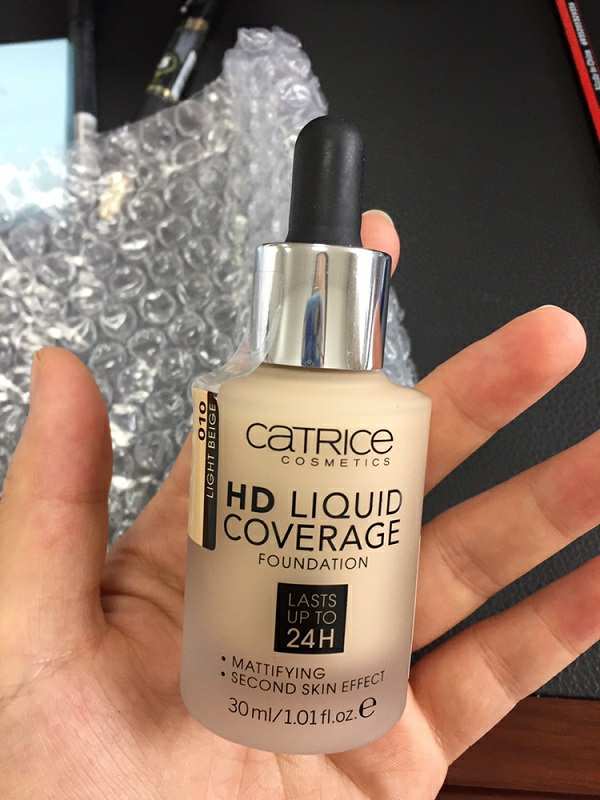 010
LIGHT BEIGE
CATRICE
COSMETICS
HD LIQUID
COVERAGE
FOUNDATION
LASTS
UP TO
24H
• MATTIFYING
• SECOND SKIN EFFECT
30 ml/1.01 fl.oz. ℮